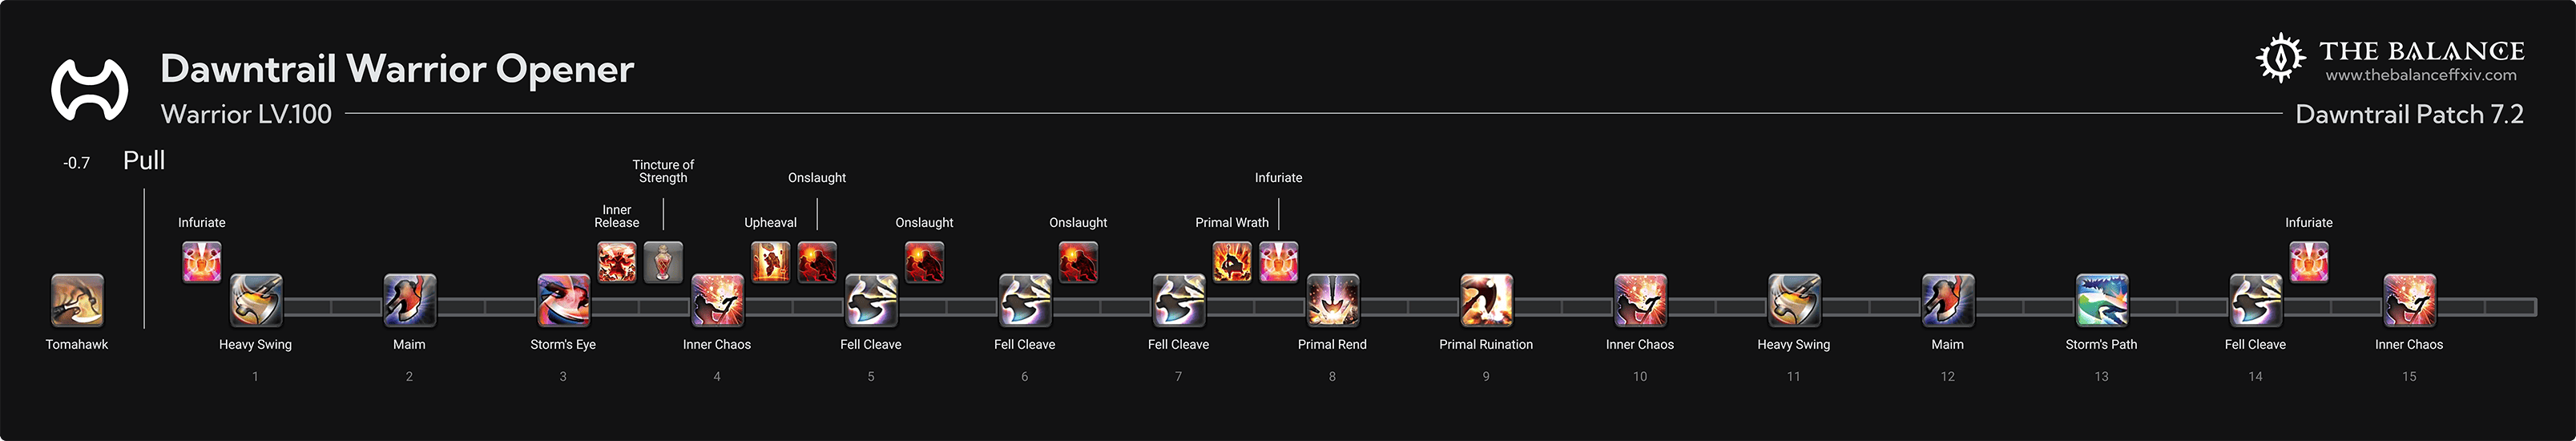 Dawntrail Warrior Opener
Warrior LV.100
THE BALANCE
www.thebalanceffxiv.com
Dawntrail Patch 7.2
-0.7
Pull
Tincture of
Strength
Onslaught
Infuriate
Infuriate
Inner
Release
Upheaval
Onslaught
Onslaught
Primal Wrath
Infuriate
Tomahawk
Heavy Swing
Maim
Storm's Eye
Inner Chaos
Fell Cleave
Fell Cleave
Fell Cleave
Primal Rend
Primal Ruination
Inner Chaos
Heavy Swing
Maim
Storm's Path
Fell Cleave
Inner Chaos
1
2
3
4
5
6
7
8
9
10
11
12
13
14
15